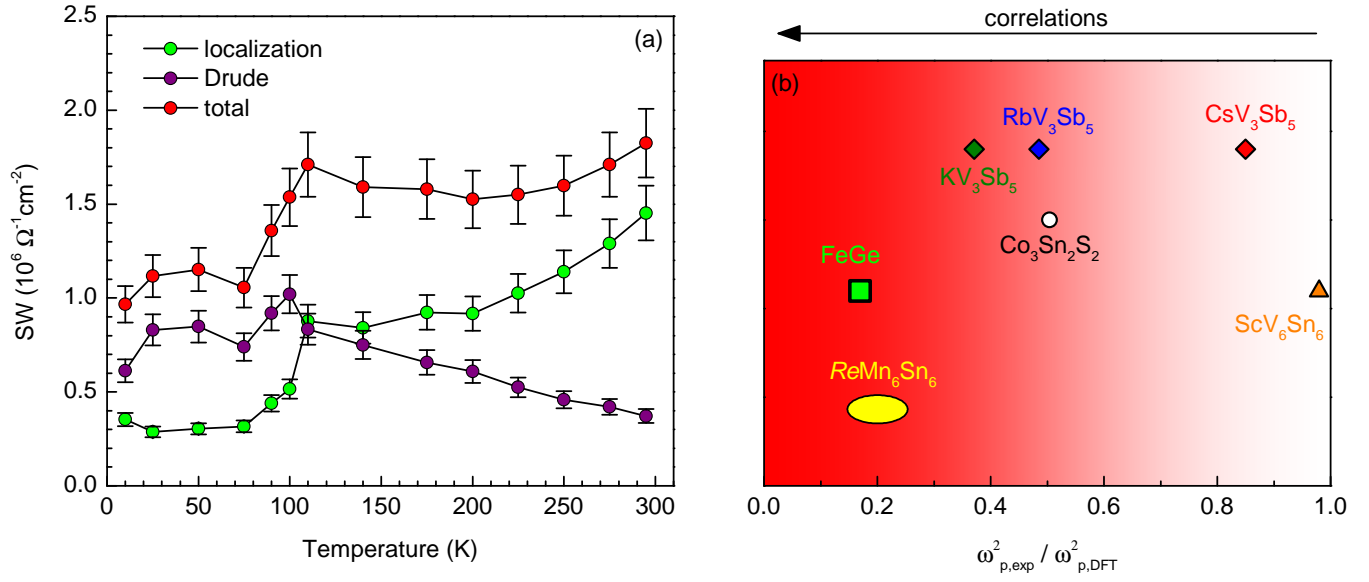 (a)
localization
Drude
total
SW (10⁶ Ω⁻¹cm⁻²)
2.5
2.0
1.5
1.0
0.5
0.0
0 50 100 150 200 250 300
Temperature (K)
correlations
(b)
RbV₃Sb₅
CsV₃Sb₅
KV₃Sb₅
Co₃Sn₂S₂
FeGe
ScV₆Sn₆
ReMn₆Sn₆
0.0 0.2 0.4 0.6 0.8 1.0
ω²p,exp / ω²p,DFT